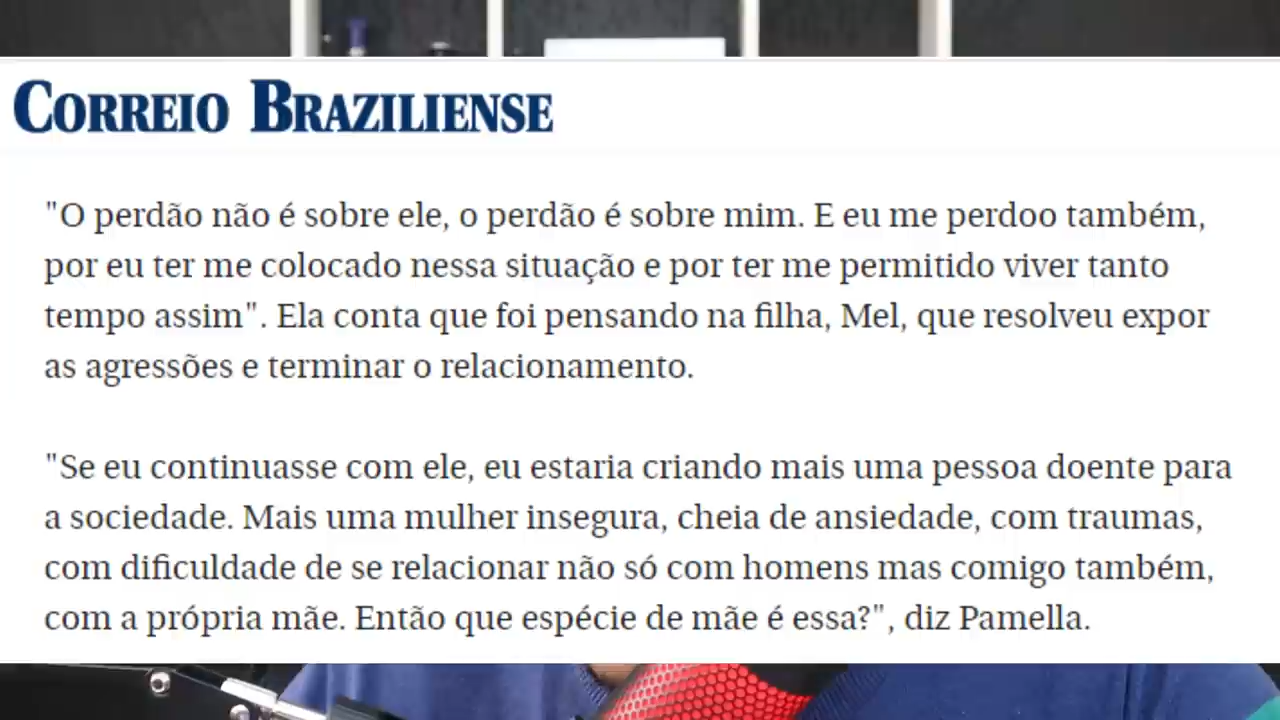 CORREIO BRAZILIENSE
"O perdão não é sobre ele, o perdão é sobre mim. E eu me perdoo também,
por eu ter me colocado nessa situação e por ter me permitido viver tanto
tempo assim". Ela conta que foi pensando na filha, Mel, que resolveu expor
as agressões e terminar o relacionamento.
"Se eu continuasse com ele, eu estaria criando mais uma pessoa doente para
a sociedade. Mais uma mulher insegura, cheia de ansiedade, com traumas,
com dificuldade de se relacionar não só com homens mas comigo também,
com a própria mãe. Então que espécie de mãe é essa?", diz Pamella.